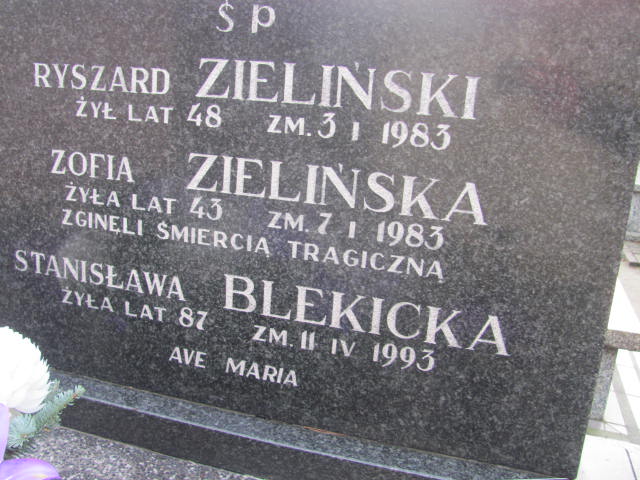 ŚP
RYSZARD ZIELIŃSKI
ŻYŁ LAT 48 ZM. 3 I 1983
ZOFIA ZIELIŃSKA
ŻYŁA LAT 43 ZM. 7 I 1983
ZGINĘLI ŚMIERCIĄ TRAGICZNĄ
STANISŁAWA BLEKICKA
ŻYŁA LAT 87 ZM. 11 IV 1993
AVE MARIA